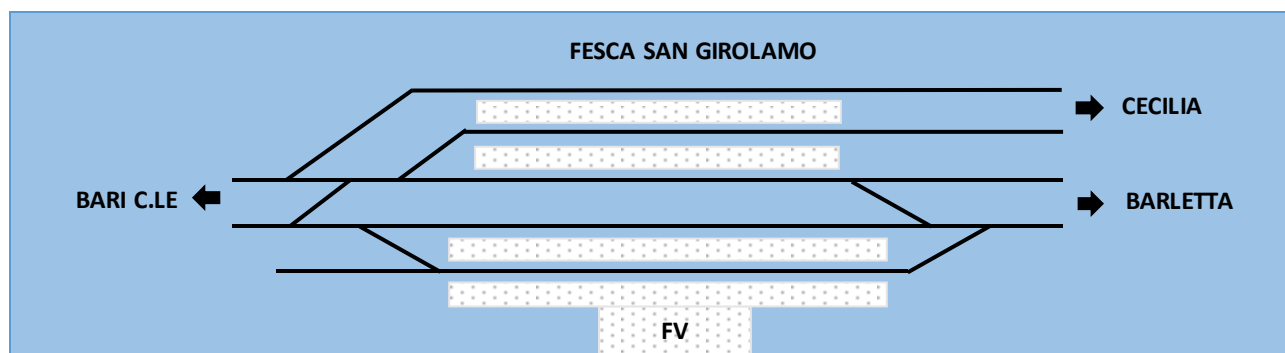 FESCA SAN GIROLAMO
CECILIA
BARI C.LE
BARLETTA
FV